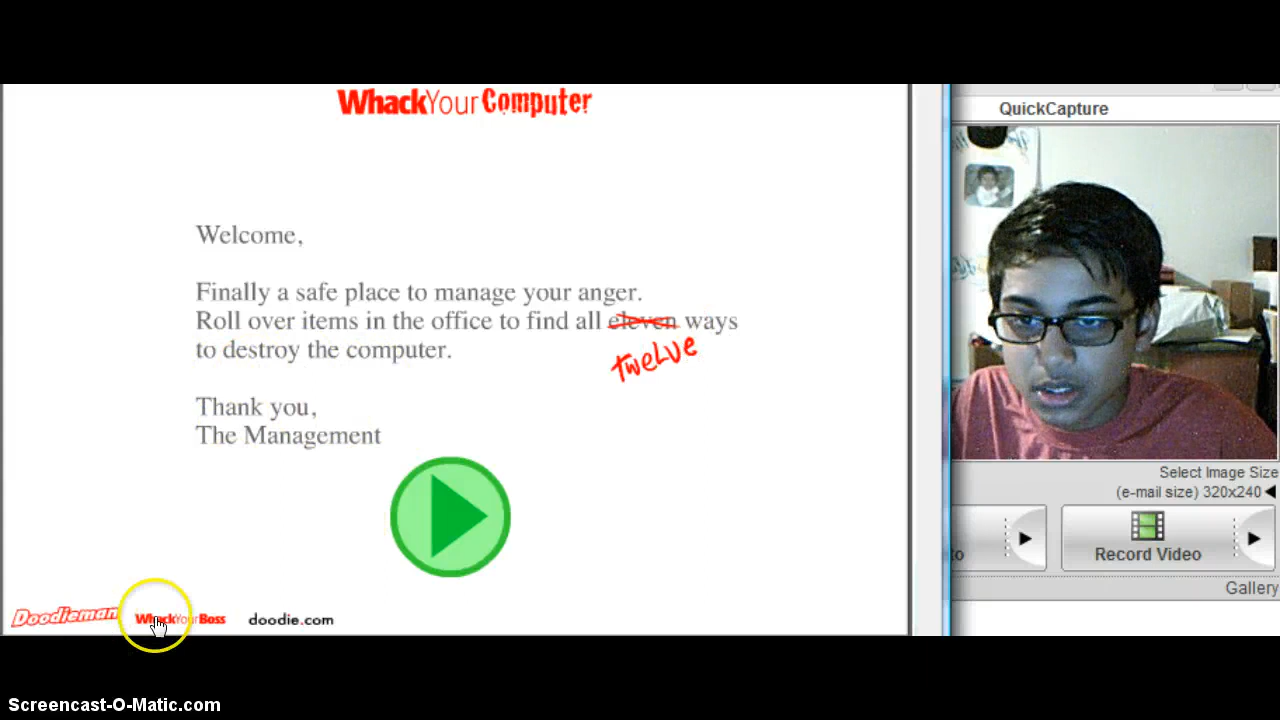 WhackYourComputer
QuickCapture
Welcome,
Finally a safe place to manage your anger.
Roll over items in the office to find all eleven ways
twelve
to destroy the computer.
Thank you,
The Management
Select Image Size
(e-mail size) 320x240
to
Record Video
Gallery
Doodieman
WhackYourBoss
doodie.com
Screencast-O-Matic.com